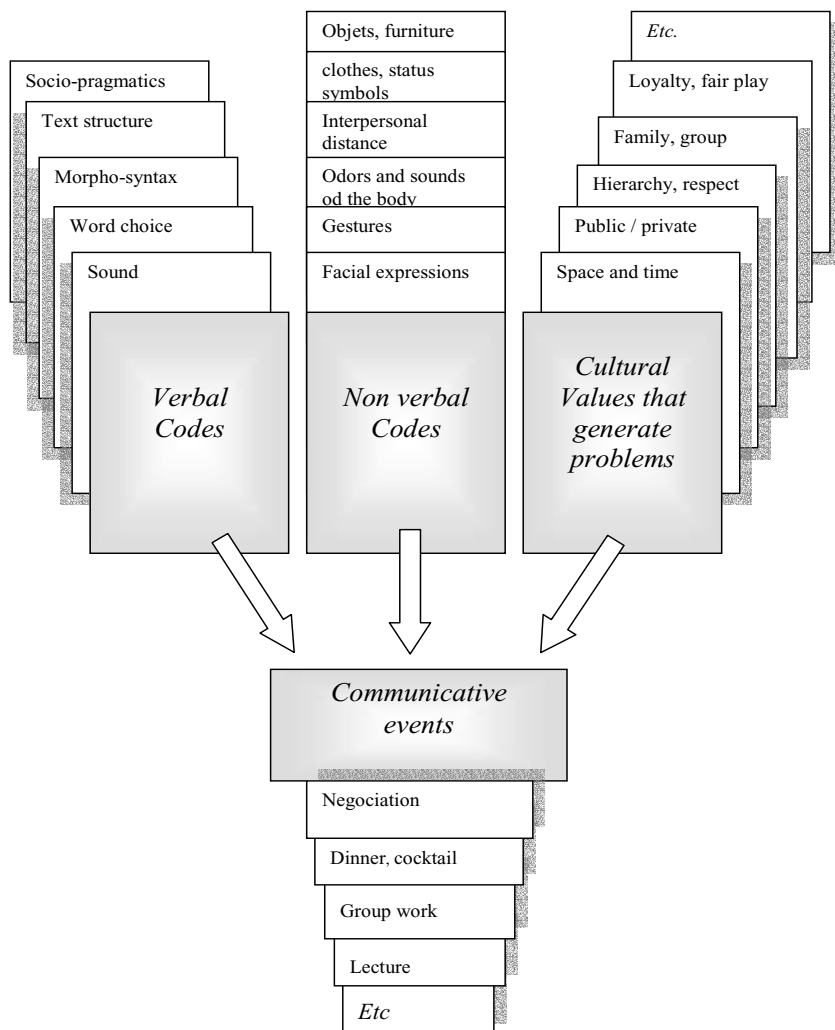 Socio-pragmatics
Text structure
Morpho-syntax
Word choice
Sound
Verbal
Codes
Objets, furniture
clothes, status
symbols
Interpersonal
distance
Odors and sounds
od the body
Gestures
Facial expressions
Non verbal
Codes
Etc.
Loyalty, fair play
Family, group
Hierarchy, respect
Public / private
Space and time
Cultural
Values that
generate
problems
Communicative
events
Negociation
Dinner, cocktail
Group work
Lecture
Etc